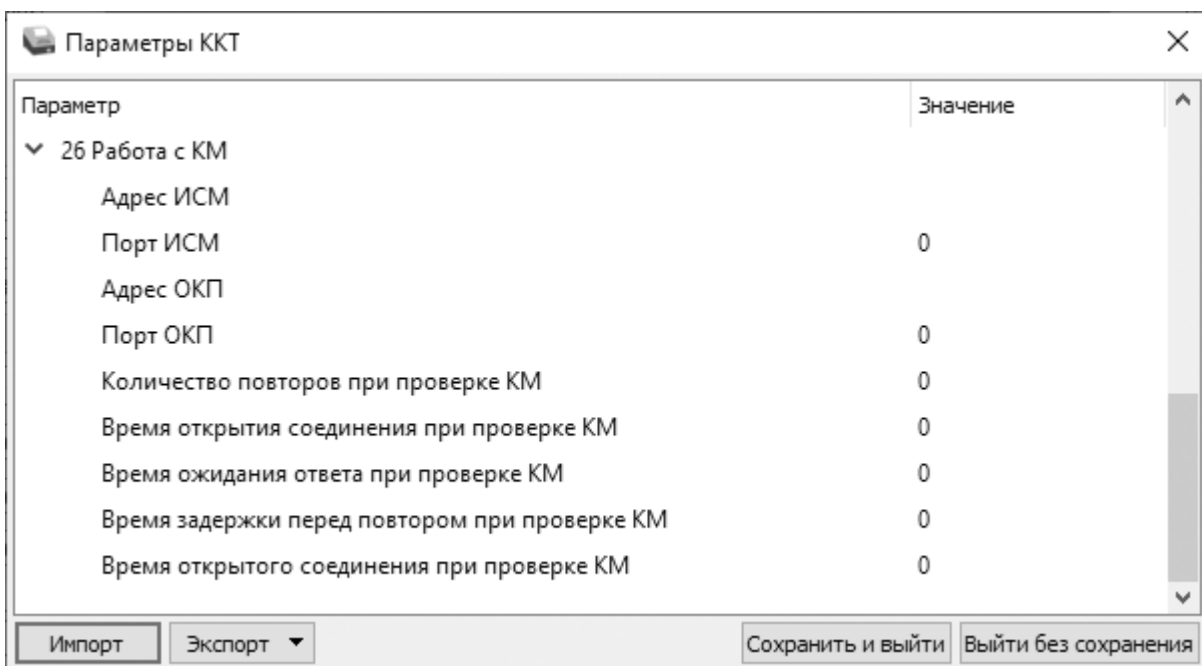 Параметры ККТ
Параметр Значение
26 Работа с КМ
Адрес ИСМ
Порт ИСМ 0
Адрес ОКП
Порт ОКП 0
Количество повторов при проверке КМ 0
Время открытия соединения при проверке КМ 0
Время ожидания ответа при проверке КМ 0
Время задержки перед повтором при проверке КМ 0
Время открытого соединения при проверке КМ 0
Импорт Экспорт Сохранить и выйти Выйти без сохранения